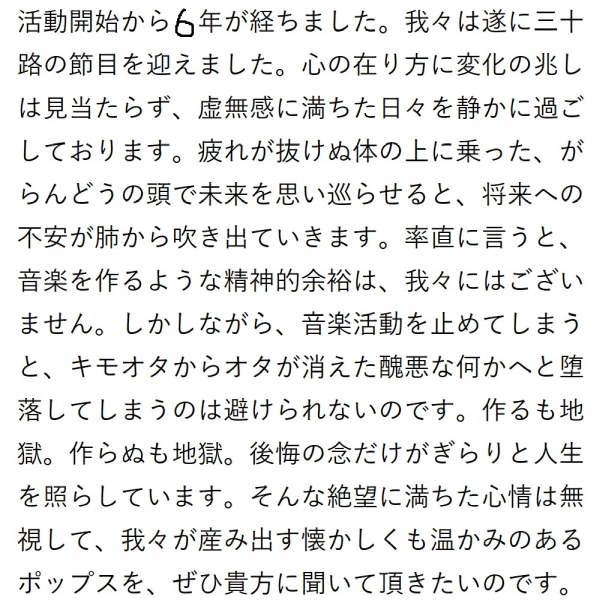 活動開始から6年が経ちました。我々は遂に三十
路の節目を迎えました。心の在り方に変化の兆し
は見当たらず、虚無感に満ちた日々を静かに過ご
しております。疲れが抜けぬ体の上に乗った、が
らんどうの頭で未来を思い巡らせると、将来への
不安が肺から吹き出ていきます。率直に言うと、
音楽を作るような精神的余裕は、我々にはござい
ません。しかしながら、音楽活動を止めてしまう
と、キモオタからオタが消えた醜悪な何かへと堕
落してしまうのは避けられないのです。作るも地
獄。作らぬも地獄。後悔の念だけがぎらりと人生
を照らしています。そんな絶望に満ちた心情は無
視して、我々が産み出す懐かしくも温かみのある
ポップスを、ぜひ貴方に聞いて頂きたいのです。